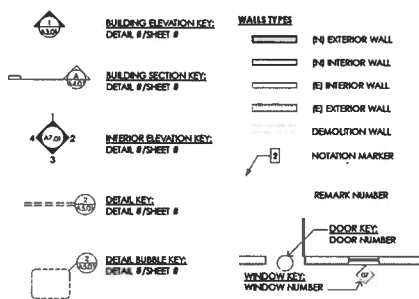 1
A3.01
BUILDING ELEVATION KEY:
DETAIL #/SHEET #
A
A4.01
BUILDING SECTION KEY:
DETAIL #/SHEET #
1
4 A7.01 2
3
INTERIOR ELEVATION KEY:
DETAIL #/SHEET #
2
A5.01
DETAIL KEY:
DETAIL #/SHEET #
2
A5.01
DETAIL BUBBLE KEY:
DETAIL #/SHEET #
WALLS TYPES
(N) EXTERIOR WALL
(N) INTERIOR WALL
(E) INTERIOR WALL
(E) EXTERIOR WALL
DEMOLITION WALL
2
NOTATION MARKER
REMARK NUMBER
DOOR KEY:
DOOR NUMBER
WINDOW KEY:
WINDOW NUMBER